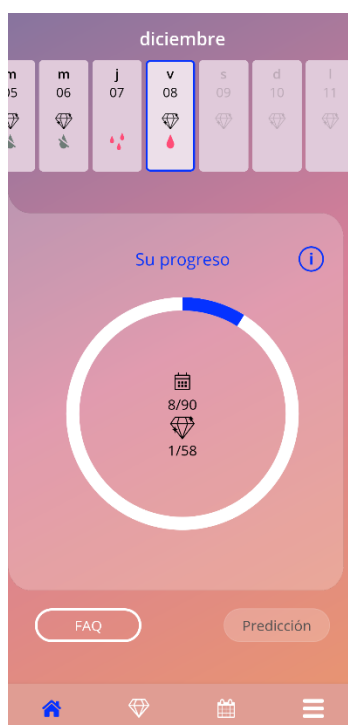 diciembre
m m j v s d l
05 06 07 08 09 10 11
Su progreso
i
8/90
1/58
FAQ
Predicción